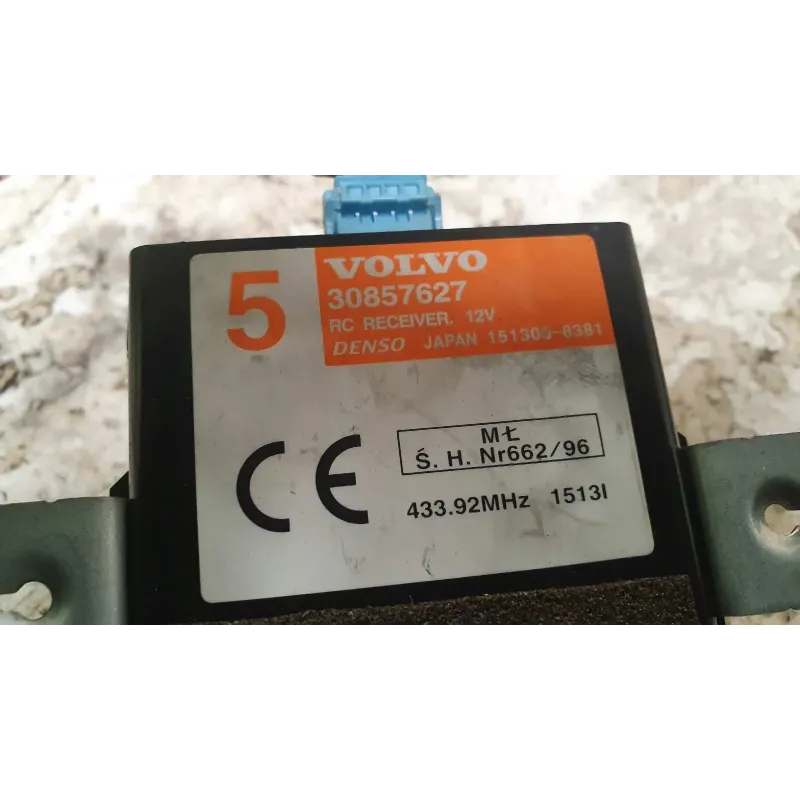 5
VOLVO
30857627
RC RECEIVER. 12V
DENSO JAPAN 151300-8381
CE
MŁ
Ś. H. Nr662/96
433.92MHz 1513I